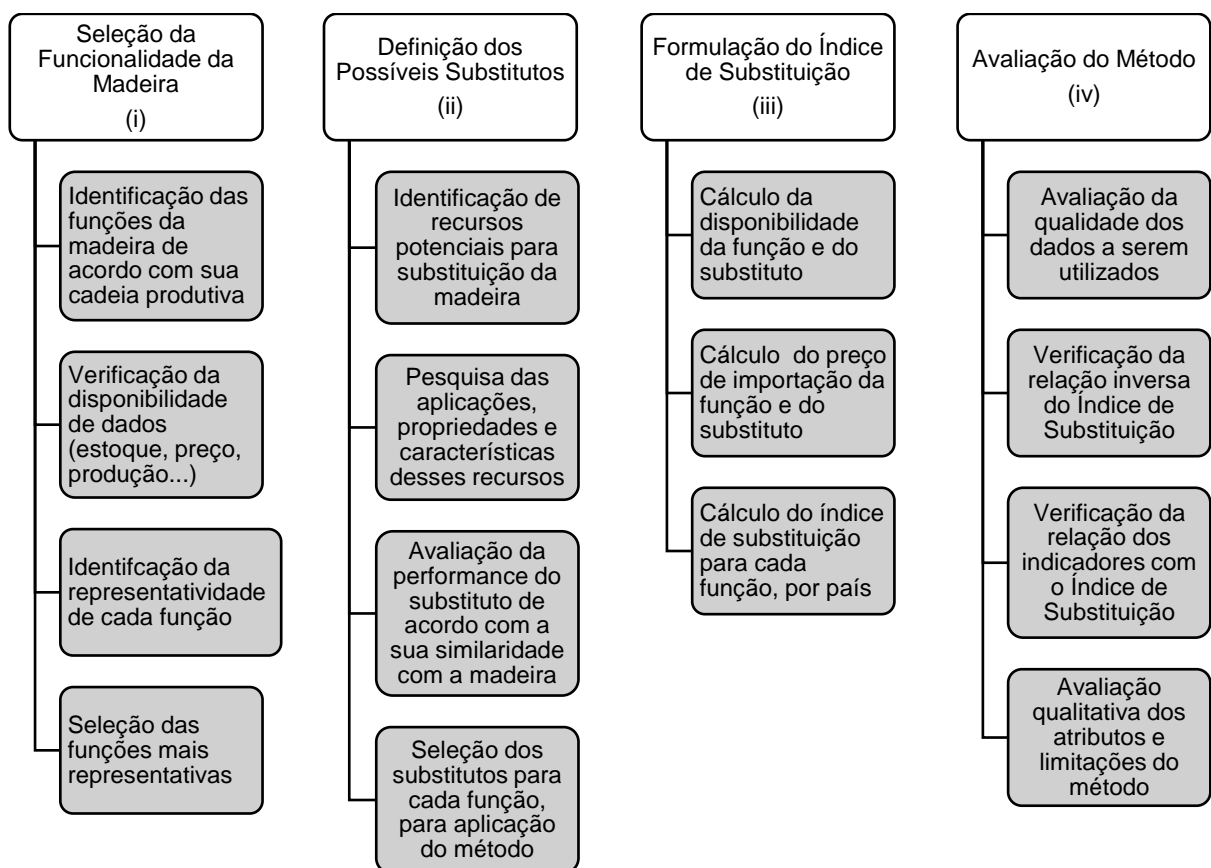 Seleção da
Funcionalidade da
Madeira
(i)
Identificação das
funções da
madeira de
acordo com sua
cadeia produtiva
Verificação da
disponibilidade
de dados
(estoque, preço,
produção...)
Identifcação da
representatividade
de cada função
Seleção das
funções mais
representativas
Definição dos
Possíveis Substitutos
(ii)
Identificação de
recursos
potenciais para
substituição da
madeira
Pesquisa das
aplicações,
propriedades e
características
desses recursos
Avaliação da
performance do
substituto de
acordo com a
sua similaridade
com a madeira
Seleção dos
substitutos para
cada função,
para aplicação
do método
Formulação do Índice
de Substituição
(iii)
Cálculo da
disponibilidade
da função e do
substituto
Cálculo do preço
de importação da
função e do
substituto
Cálculo do índice
de substituição
para cada
função, por país
Avaliação do Método
(iv)
Avaliação da
qualidade dos
dados a serem
utilizados
Verificação da
relação inversa
do Índice de
Substituição
Verificação da
relação dos
indicadores com
o Índice de
Substituição
Avaliação
qualitativa dos
atributos e
limitações do
método